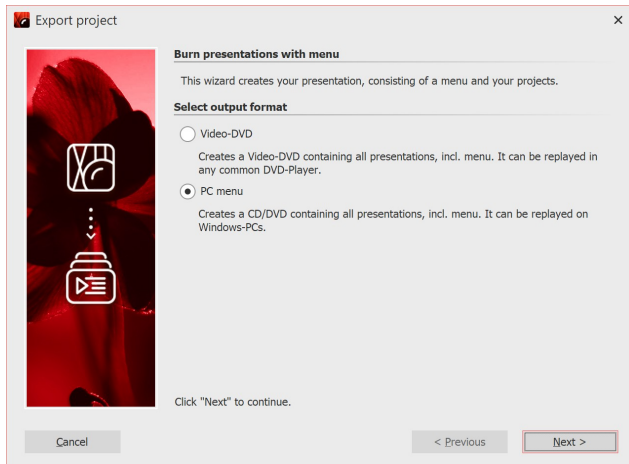 Export project
Burn presentations with menu
This wizard creates your presentation, consisting of a menu and your projects.
Select output format
Video-DVD
Creates a Video-DVD containing all presentations, incl. menu. It can be replayed in
any common DVD-Player.
PC menu
Creates a CD/DVD containing all presentations, incl. menu. It can be replayed on
Windows-PCs.
Click "Next" to continue.
Cancel
< Previous
Next >